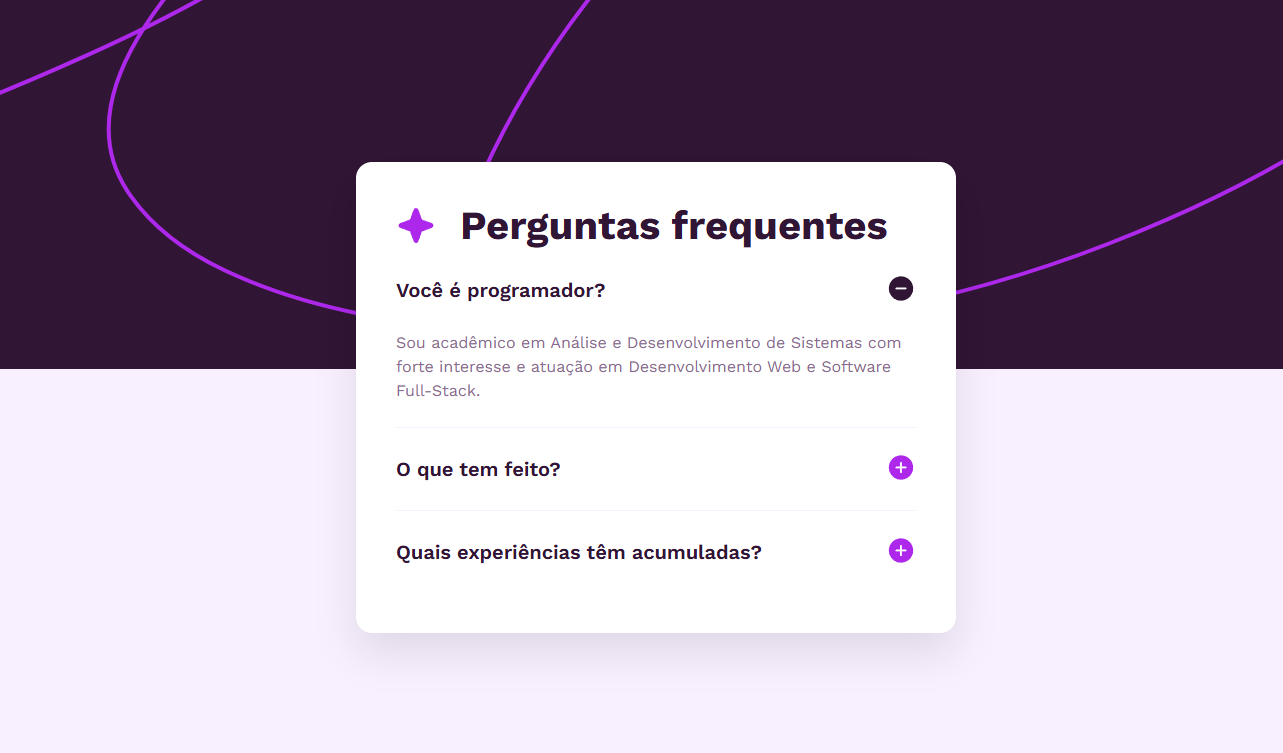 Perguntas frequentes
Você é programador?
Sou acadêmico em Análise e Desenvolvimento de Sistemas com
forte interesse e atuação em Desenvolvimento Web e Software
Full-Stack.
O que tem feito?
Quais experiências têm acumuladas?